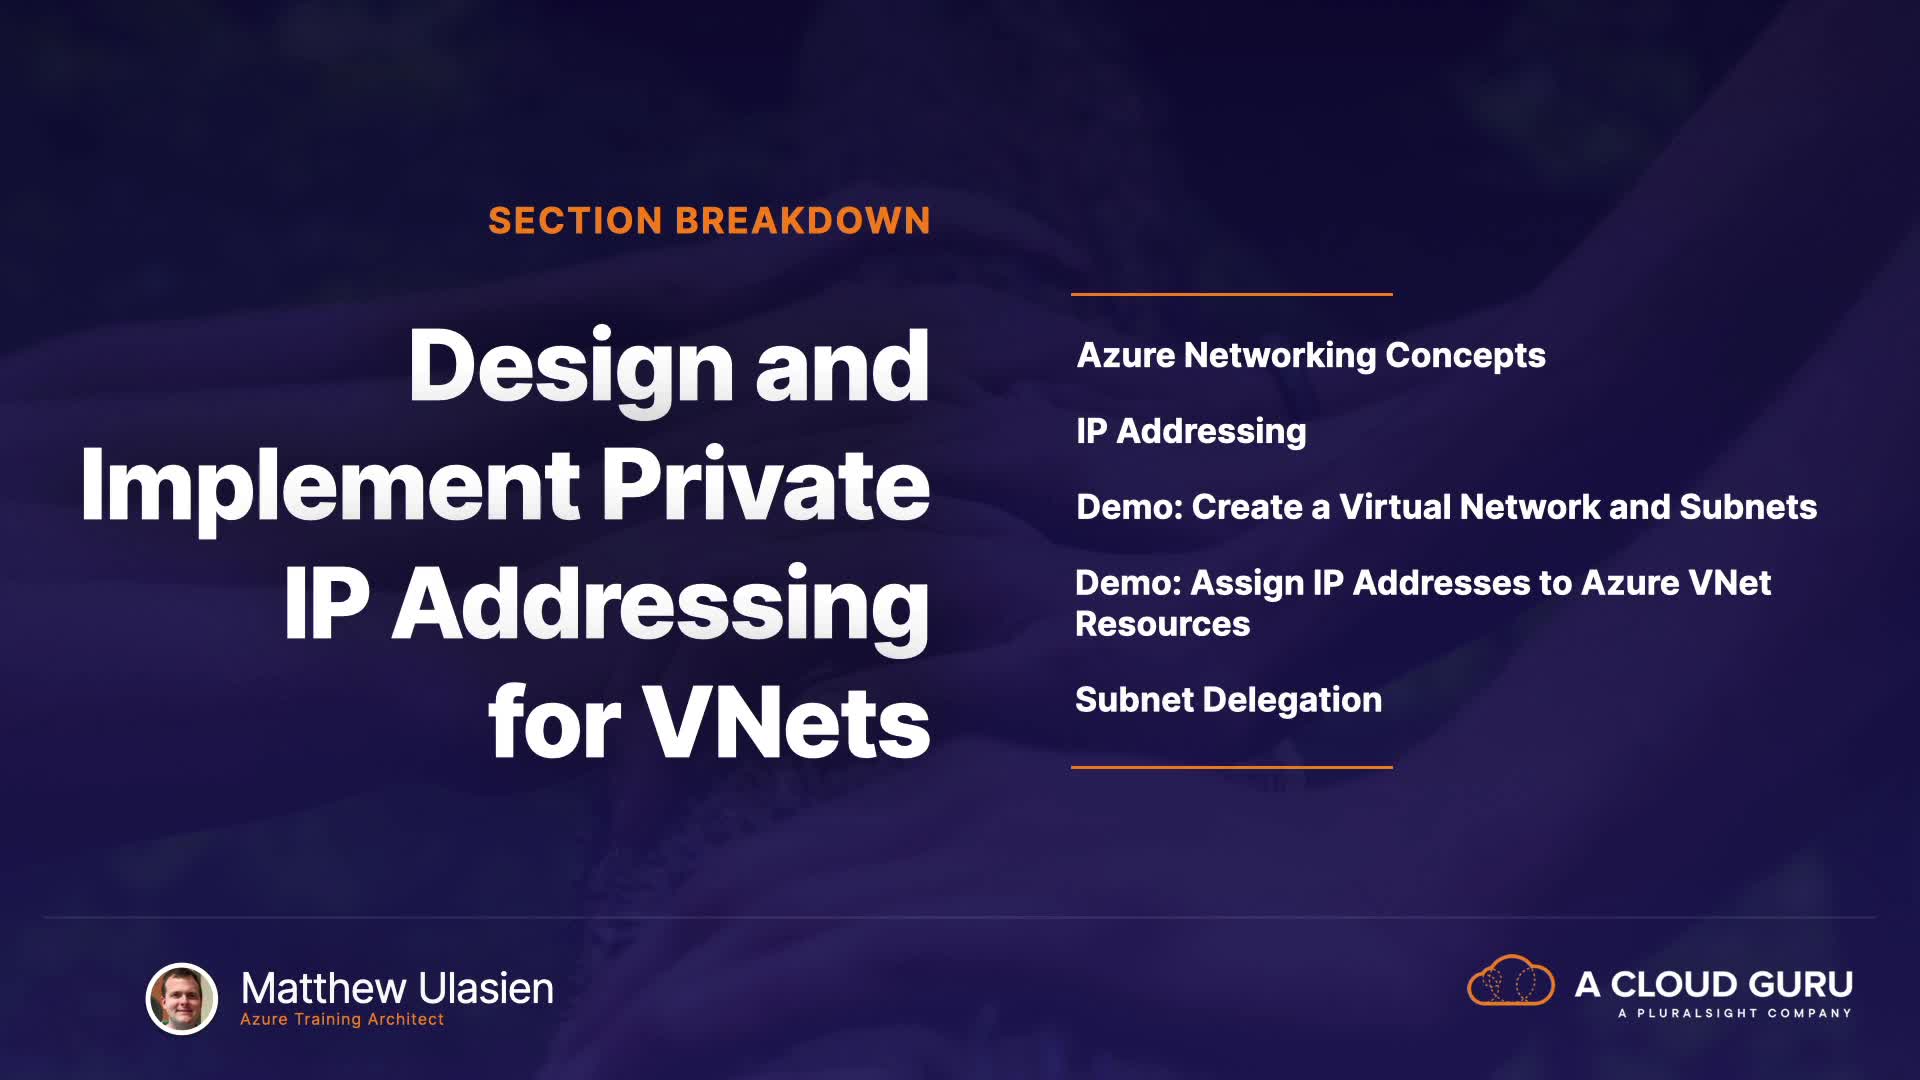 SECTION BREAKDOWN
Design and
Implement Private
IP Addressing
for VNets
Azure Networking Concepts
IP Addressing
Demo: Create a Virtual Network and Subnets
Demo: Assign IP Addresses to Azure VNet
Resources
Subnet Delegation
Matthew Ulasien
Azure Training Architect
A CLOUD GURU
A PLURALSIGHT COMPANY